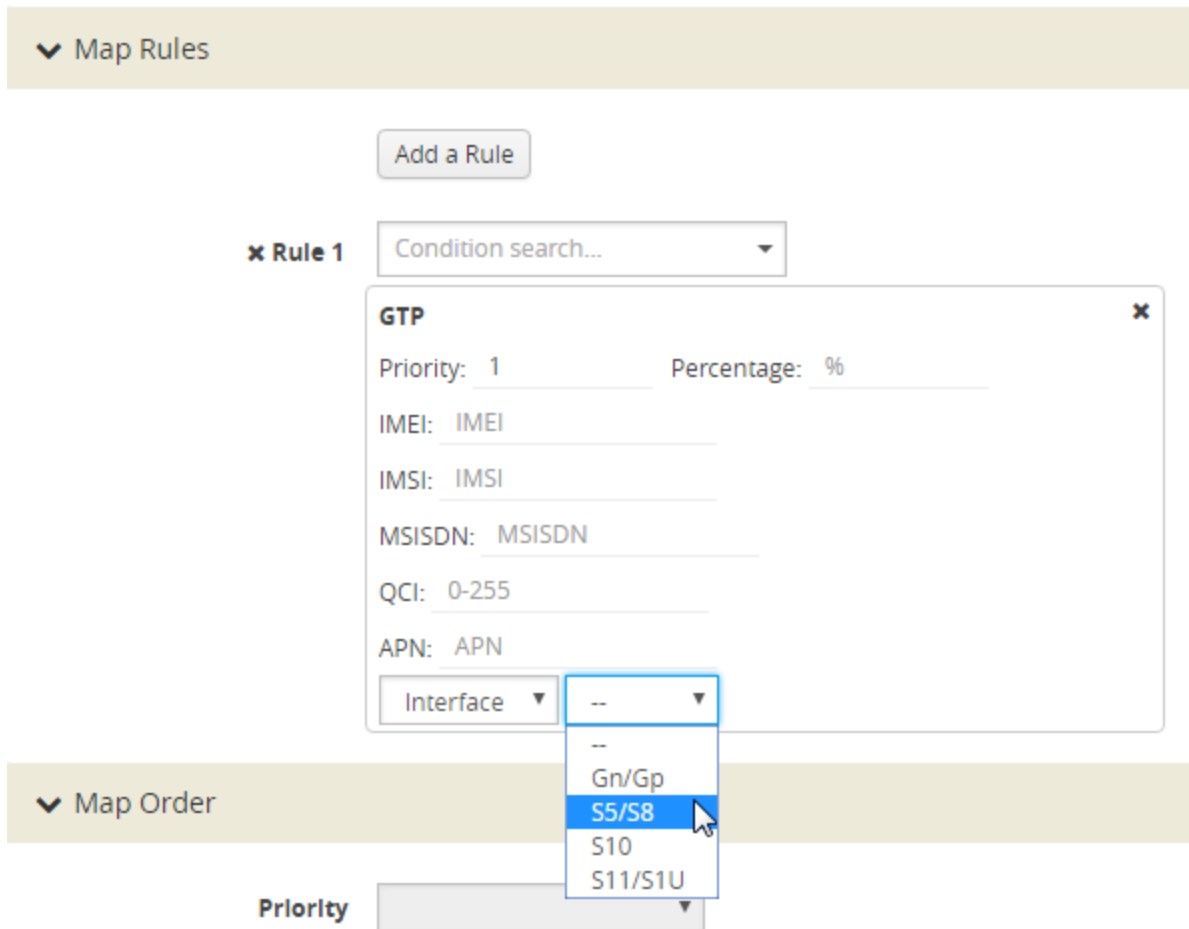 Map Rules
Add a Rule
Rule 1 Condition search...
GTP
Priority: 1 Percentage: %
IMEI: IMEI
IMSI: IMSI
MSISDN: MSISDN
QCI: 0-255
APN: APN
Interface --
--
Gn/Gp
S5/S8
S10
S11/S1U
Map Order
Priority